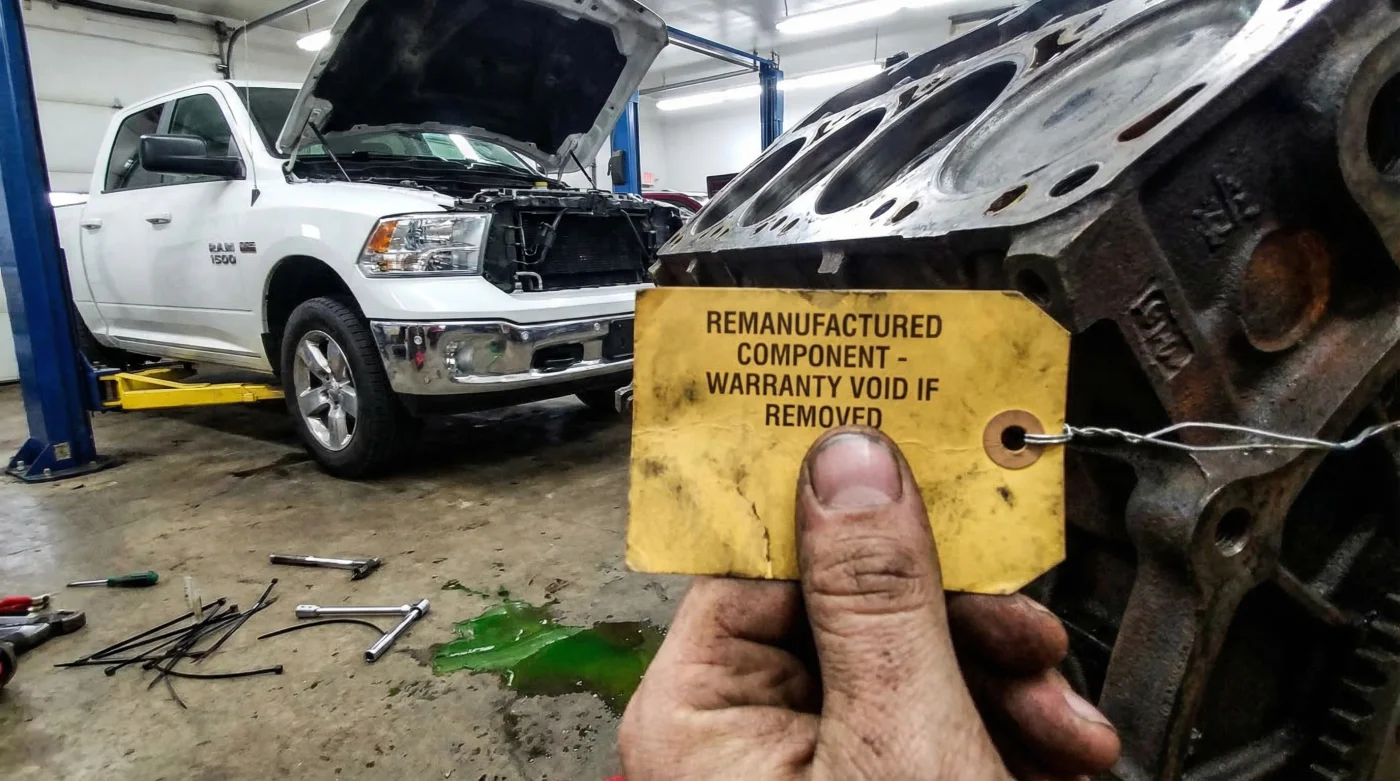 RAM
1500
REMANUFACTURED
COMPONENT -
WARRANTY VOID IF
REMOVED